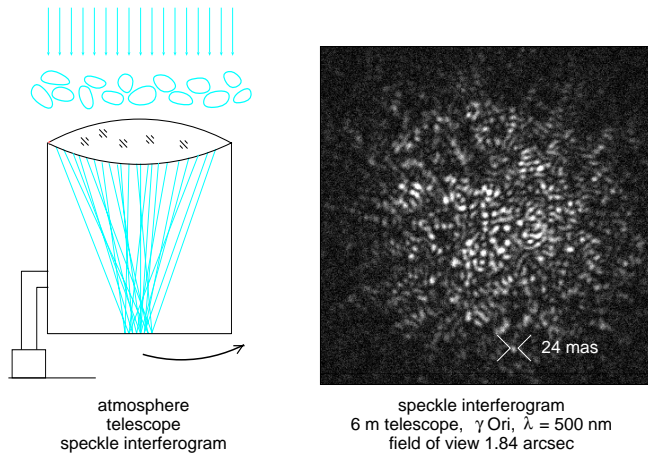 24 mas
atmosphere
telescope
speckle interferogram
speckle interferogram
6 m telescope, γ Ori, λ = 500 nm
field of view 1.84 arcsec